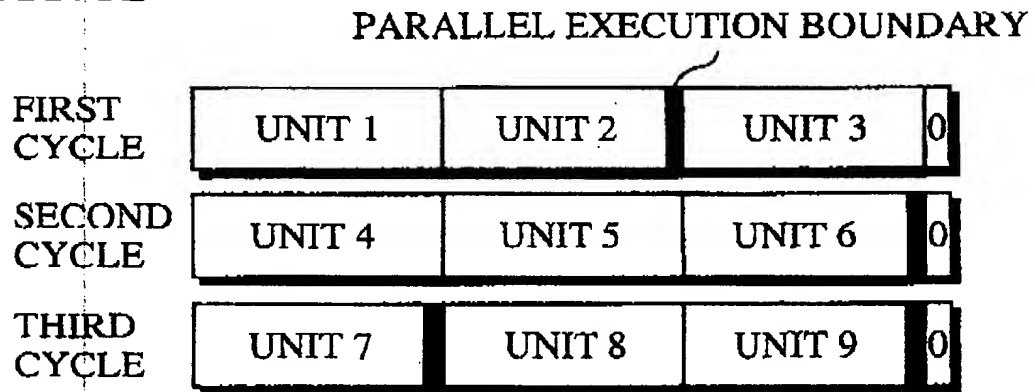 PARALLEL EXECUTION BOUNDARY
FIRST CYCLE UNIT 1 UNIT 2 UNIT 3 0
SECOND CYCLE UNIT 4 UNIT 5 UNIT 6 0
THIRD CYCLE UNIT 7 UNIT 8 UNIT 9 0